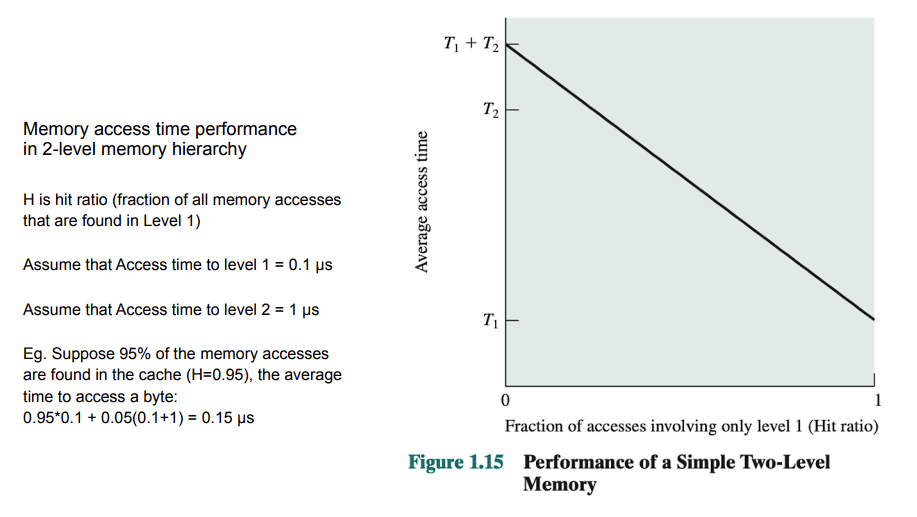 Memory access time performance
in 2-level memory hierarchy
H is hit ratio (fraction of all memory accesses
that are found in Level 1)
Assume that Access time to level 1 = 0.1 μs
Assume that Access time to level 2 = 1 μs
Eg. Suppose 95% of the memory accesses
are found in the cache (H=0.95), the average
time to access a byte:
0.95*0.1 + 0.05(0.1+1) = 0.15 μs
T₁ + T₂
T₂
T₁
Average access time
0
1
Fraction of accesses involving only level 1 (Hit ratio)
Figure 1.15 Performance of a Simple Two-Level
Memory